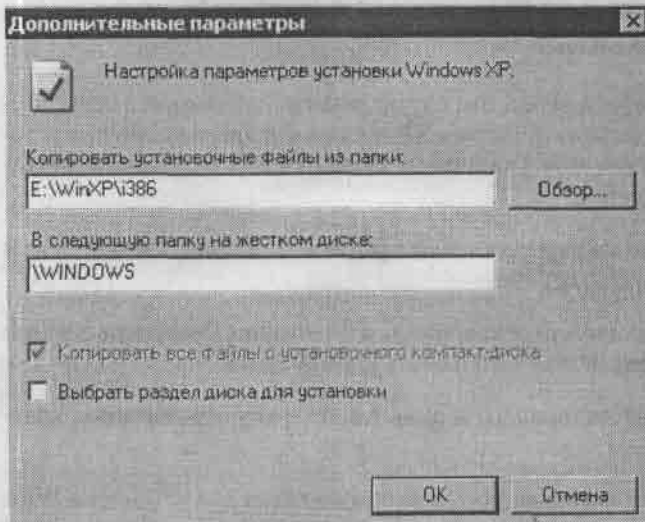 Дополнительные параметры
Настройка параметров установки Windows XP.
Копировать установочные файлы из папки:
E:\WinXP\i386
Обзор...
В следующую папку на жестком диске:
\WINDOWS
Копировать все файлы с установочного компакт-диска
Выбрать раздел диска для установки
OK
Отмена